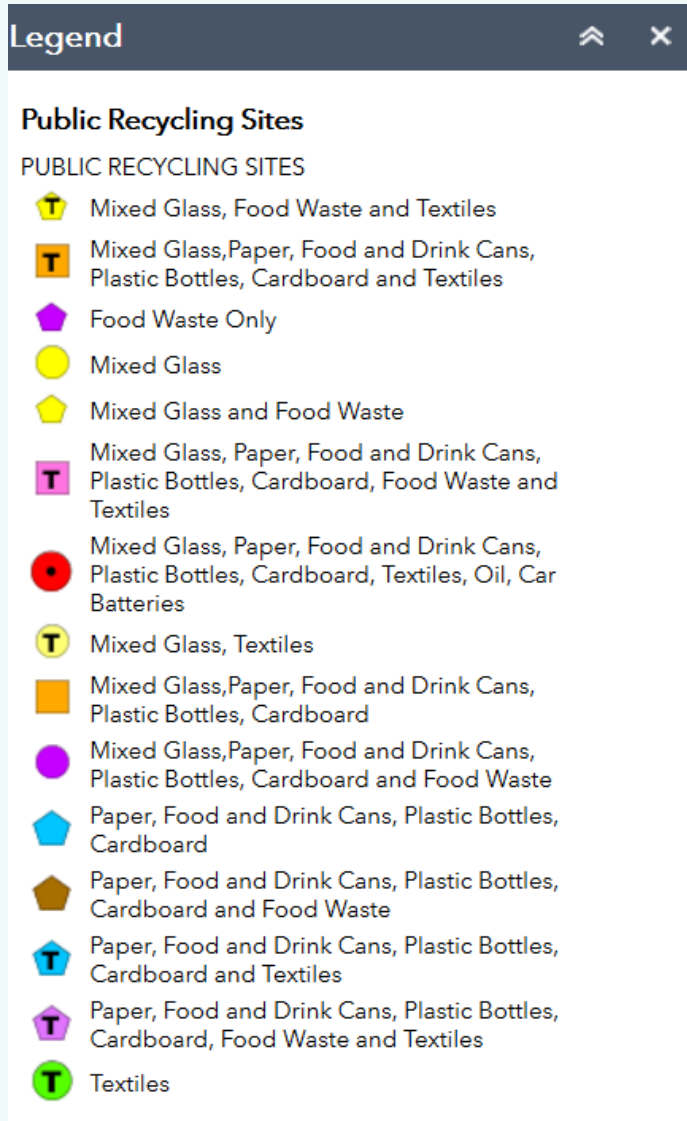 Legend
Public Recycling Sites
PUBLIC RECYCLING SITES
T Mixed Glass, Food Waste and Textiles
T Mixed Glass,Paper, Food and Drink Cans,
Plastic Bottles, Cardboard and Textiles
Food Waste Only
Mixed Glass
Mixed Glass and Food Waste
Mixed Glass, Paper, Food and Drink Cans,
T Plastic Bottles, Cardboard, Food Waste and
Textiles
Mixed Glass, Paper, Food and Drink Cans,
Plastic Bottles, Cardboard, Textiles, Oil, Car
Batteries
T Mixed Glass, Textiles
Mixed Glass,Paper, Food and Drink Cans,
Plastic Bottles, Cardboard
Mixed Glass,Paper, Food and Drink Cans,
Plastic Bottles, Cardboard and Food Waste
Paper, Food and Drink Cans, Plastic Bottles,
Cardboard
Paper, Food and Drink Cans, Plastic Bottles,
Cardboard and Food Waste
T Paper, Food and Drink Cans, Plastic Bottles,
Cardboard and Textiles
T Paper, Food and Drink Cans, Plastic Bottles,
Cardboard, Food Waste and Textiles
T Textiles